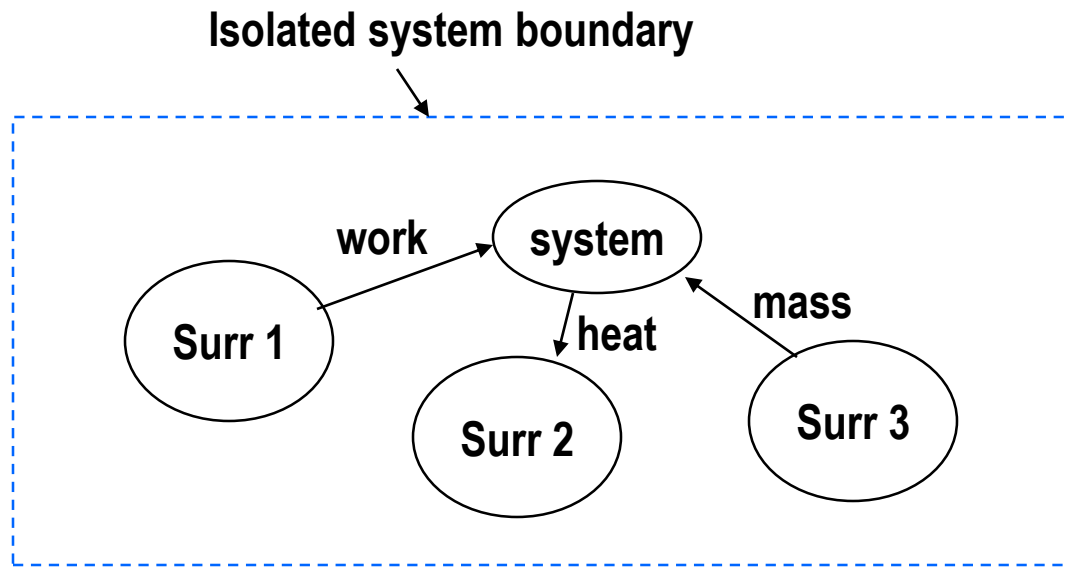 Isolated system boundary
work
system
mass
heat
Surr 1
Surr 2
Surr 3